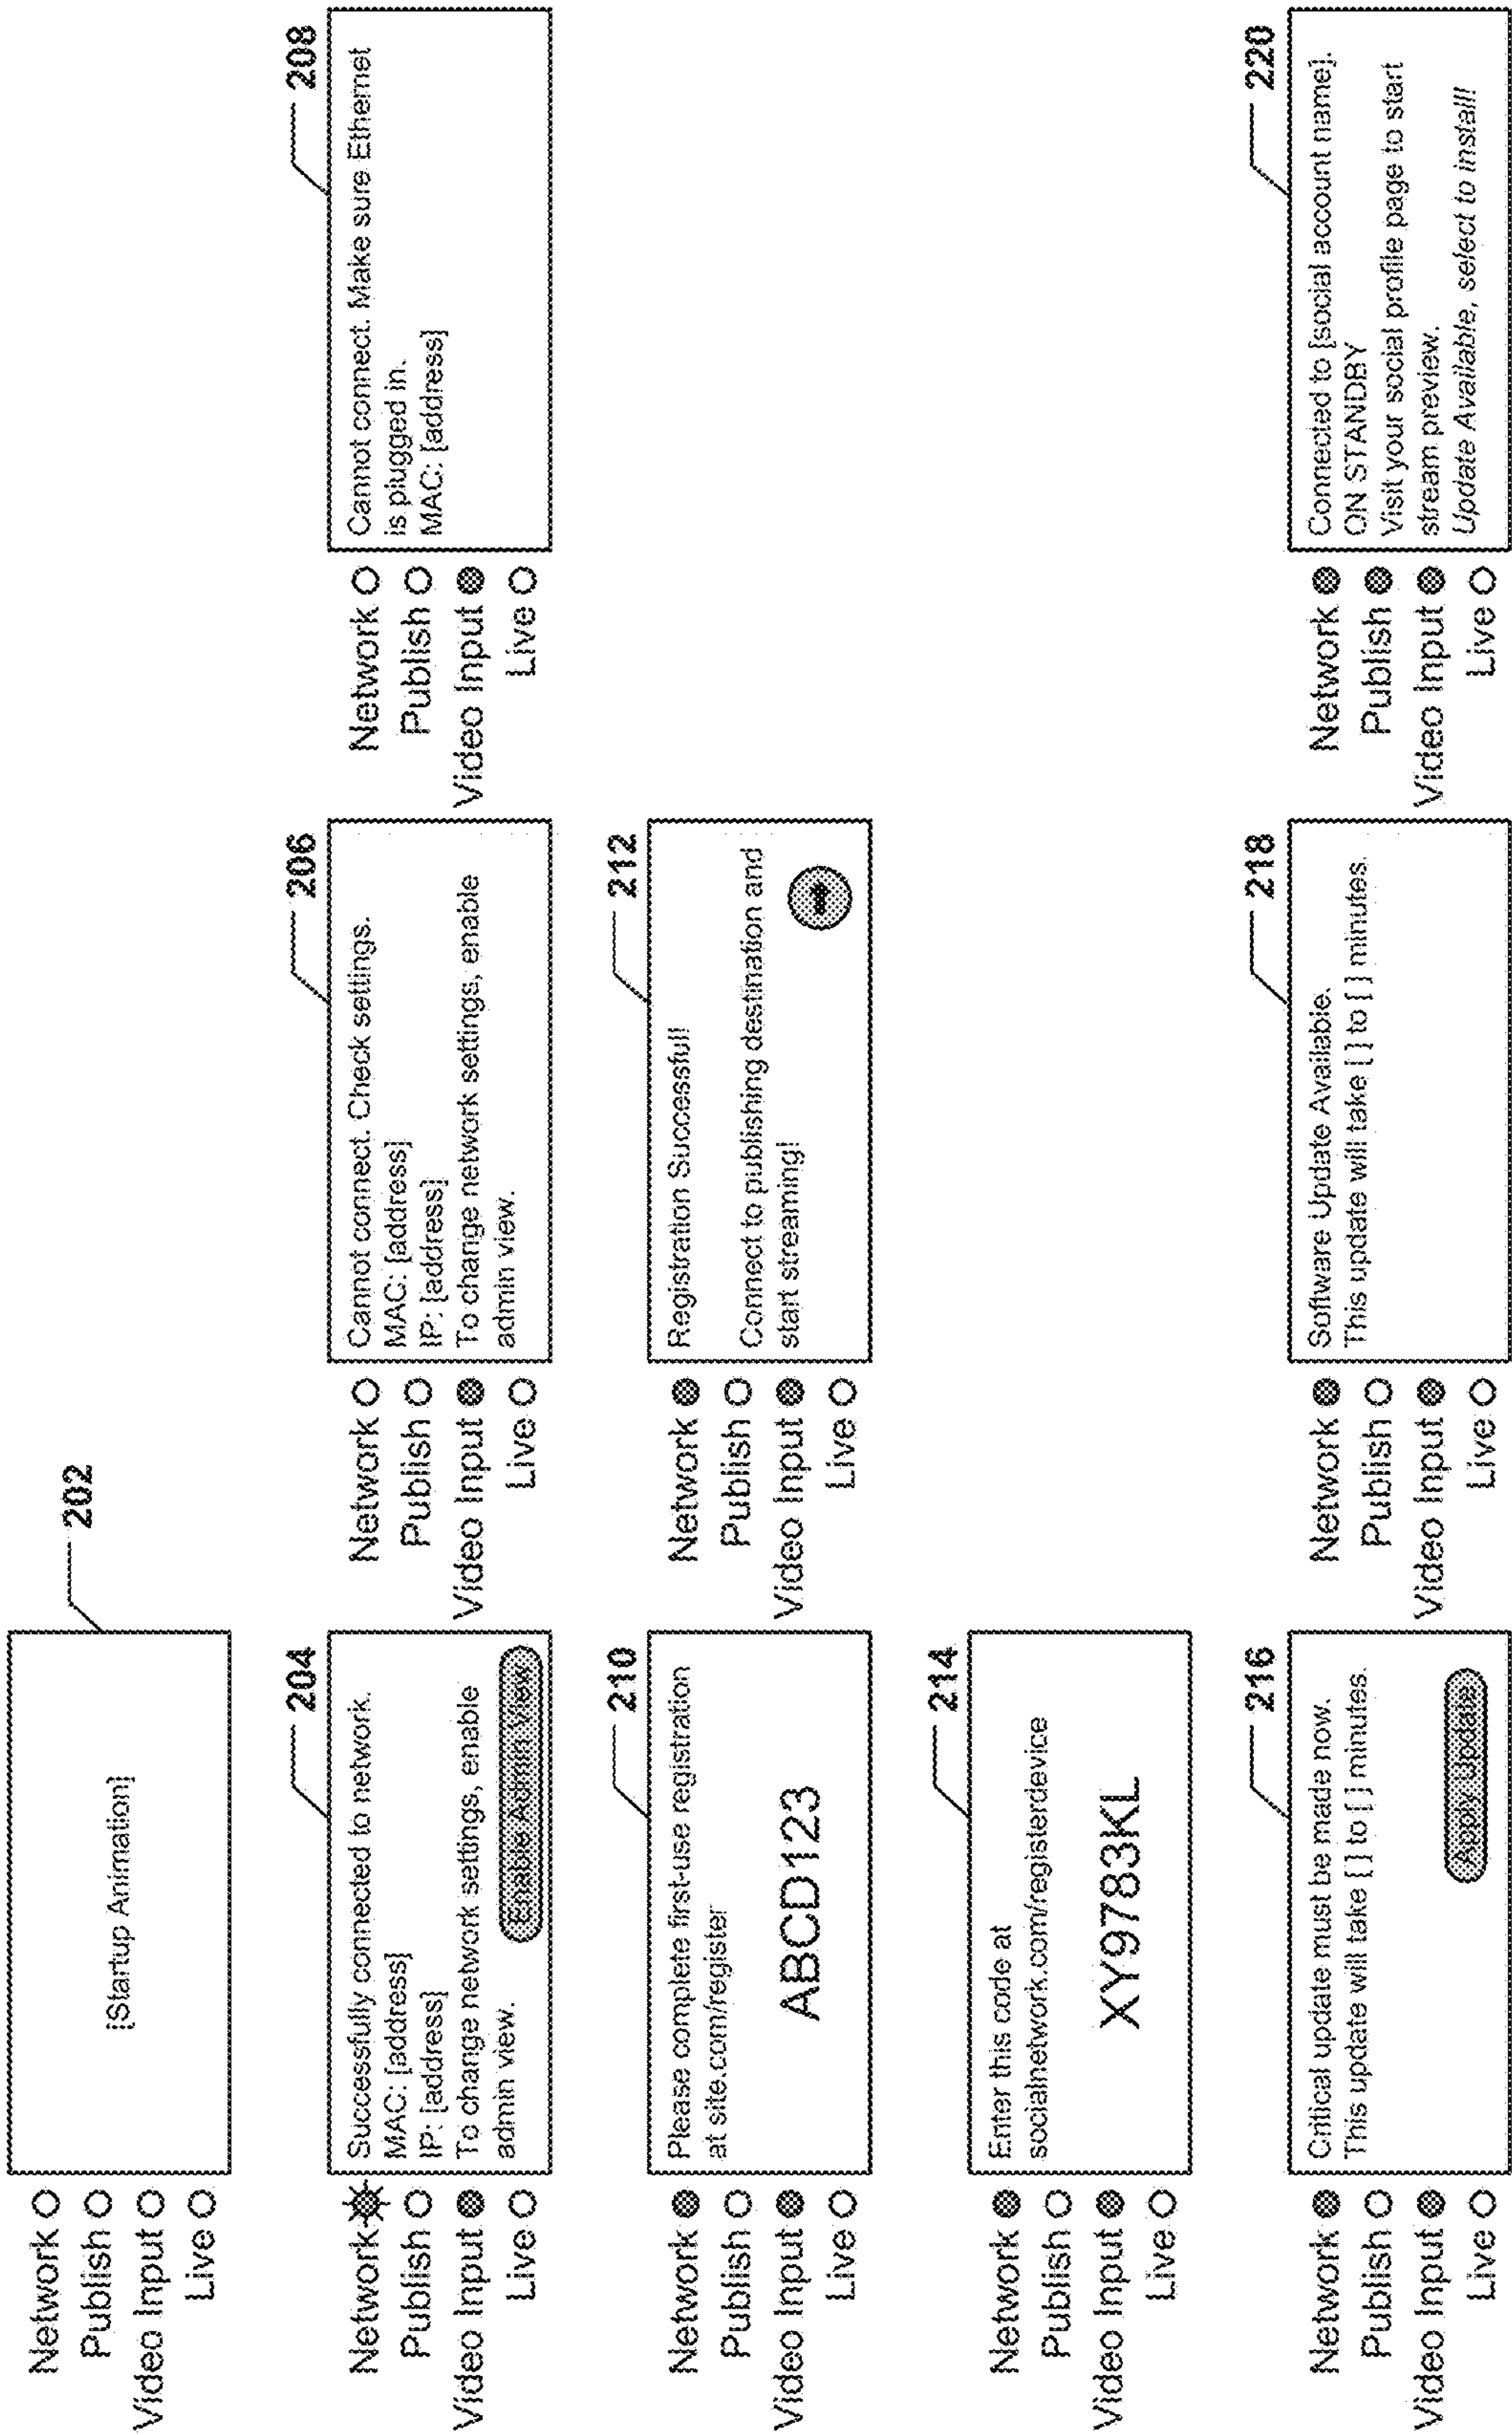 202
Network
Publish
Video Input
Live
[Startup Animation]
204
Network
Publish
Video Input
Live
Successfully connected to network.
MAC: [address]
IP: [address]
To change network settings, enable
admin view.
Enable Admin View
206
Network
Publish
Video Input
Live
Cannot connect. Check settings.
MAC: [address]
IP: [address]
To change network settings, enable
admin view.
208
Network
Publish
Video Input
Live
Cannot connect. Make sure Ethernet
is plugged in.
MAC: [address]
210
Network
Publish
Video Input
Live
Please complete first-use registration
at site.com/register
ABCD123
212
Network
Publish
Video Input
Live
Registration Successful!
Connect to publishing destination and
start streaming!
214
Network
Publish
Video Input
Live
Enter this code at
socialnetwork.com/registerdevice
XY9783KL
216
Network
Publish
Video Input
Live
Critical update must be made now.
This update will take [ ] to [ ] minutes.
Apply Update
218
Network
Publish
Video Input
Live
Software Update Available.
This update will take [ ] to [ ] minutes.
220
Network
Publish
Video Input
Live
Connected to [social account name].
ON STANDBY
Visit your social profile page to start
stream preview.
Update Available, select to install!